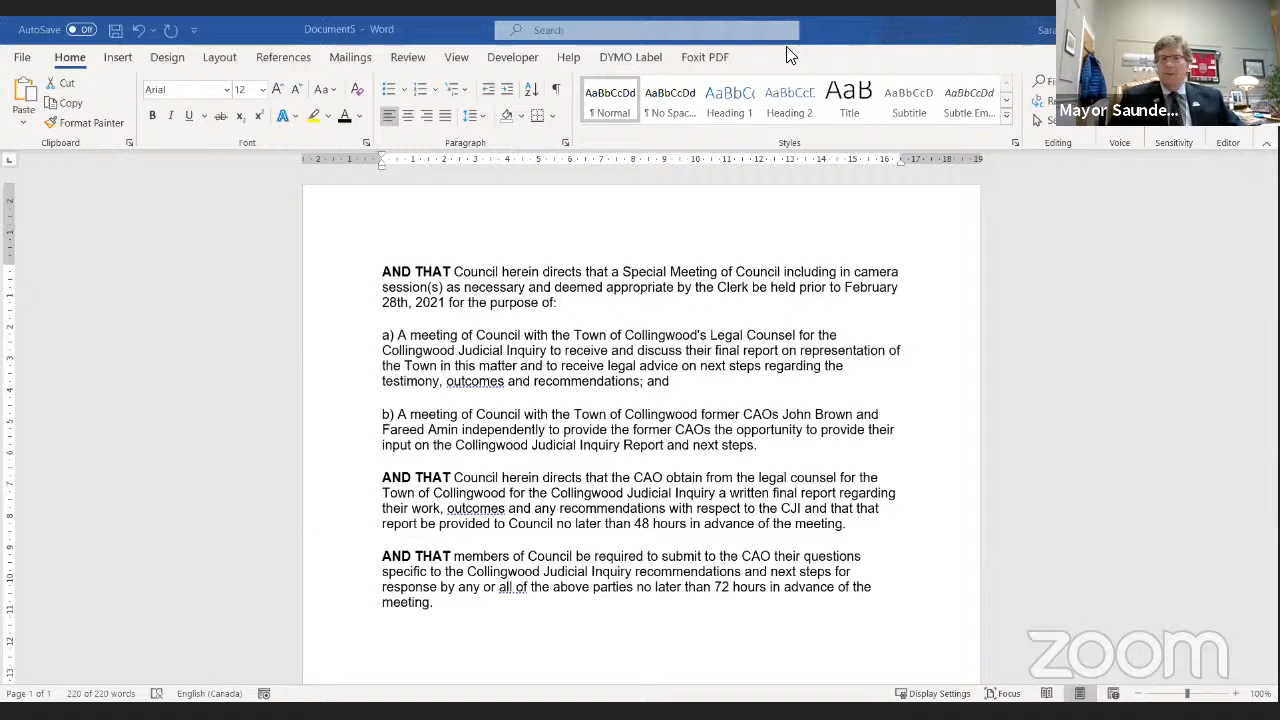 AutoSave Off
Document5 - Word
Search
File Home Insert Design Layout References Mailings Review View Developer Help DYMO Label Foxit PDF
Cut
Copy
Format Painter
Paste
Arial 12
AaBbCcDd AaBbCcDd AaBbCc AaBbCcC AaB AaBbCcD AaBbCcDd
¶ Normal ¶ No Spac... Heading 1 Heading 2 Title Subtitle Subtle Em...
Clipboard Font Paragraph Styles Editing Voice Sensitivity Editor
Mayor Saunde...
AND THAT Council herein directs that a Special Meeting of Council including in camera
session(s) as necessary and deemed appropriate by the Clerk be held prior to February
28th, 2021 for the purpose of:
a) A meeting of Council with the Town of Collingwood's Legal Counsel for the
Collingwood Judicial Inquiry to receive and discuss their final report on representation of
the Town in this matter and to receive legal advice on next steps regarding the
testimony, outcomes and recommendations; and
b) A meeting of Council with the Town of Collingwood former CAOs John Brown and
Fareed Amin independently to provide the former CAOs the opportunity to provide their
input on the Collingwood Judicial Inquiry Report and next steps.
AND THAT Council herein directs that the CAO obtain from the legal counsel for the
Town of Collingwood for the Collingwood Judicial Inquiry a written final report regarding
their work, outcomes and any recommendations with respect to the CJI and that that
report be provided to Council no later than 48 hours in advance of the meeting.
AND THAT members of Council be required to submit to the CAO their questions
specific to the Collingwood Judicial Inquiry recommendations and next steps for
response by any or all of the above parties no later than 72 hours in advance of the
meeting.
zoom
Page 1 of 1 220 of 220 words English (Canada) Display Settings Focus 100%